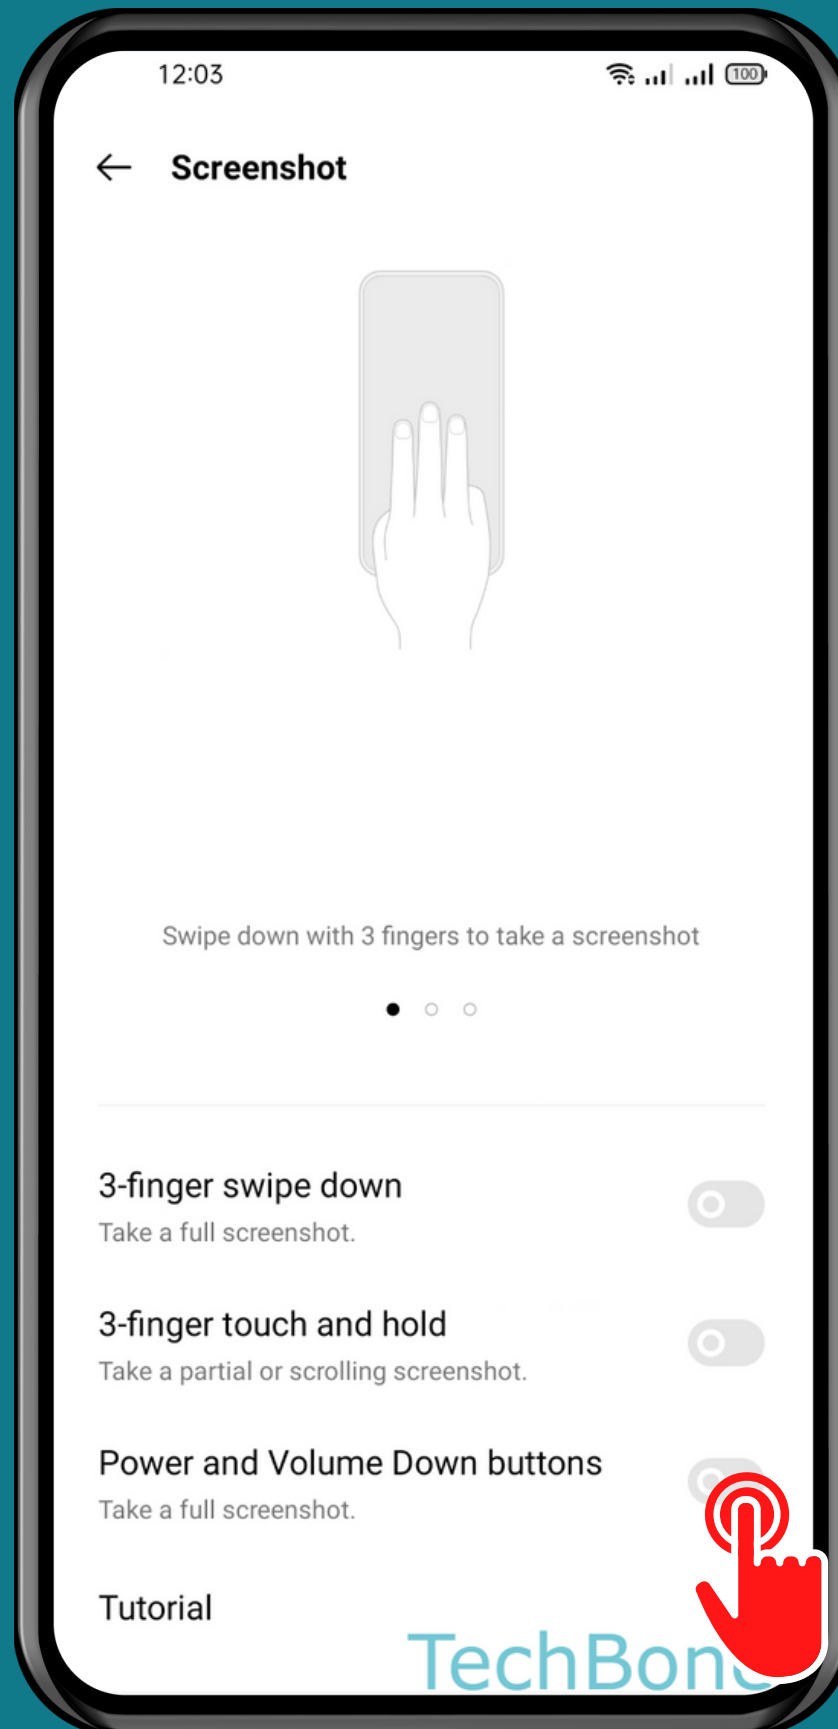 12:03
100
Screenshot
Swipe down with 3 fingers to take a screenshot
3-finger swipe down
Take a full screenshot.
3-finger touch and hold
Take a partial or scrolling screenshot.
Power and Volume Down buttons
Take a full screenshot.
Tutorial
TechBone